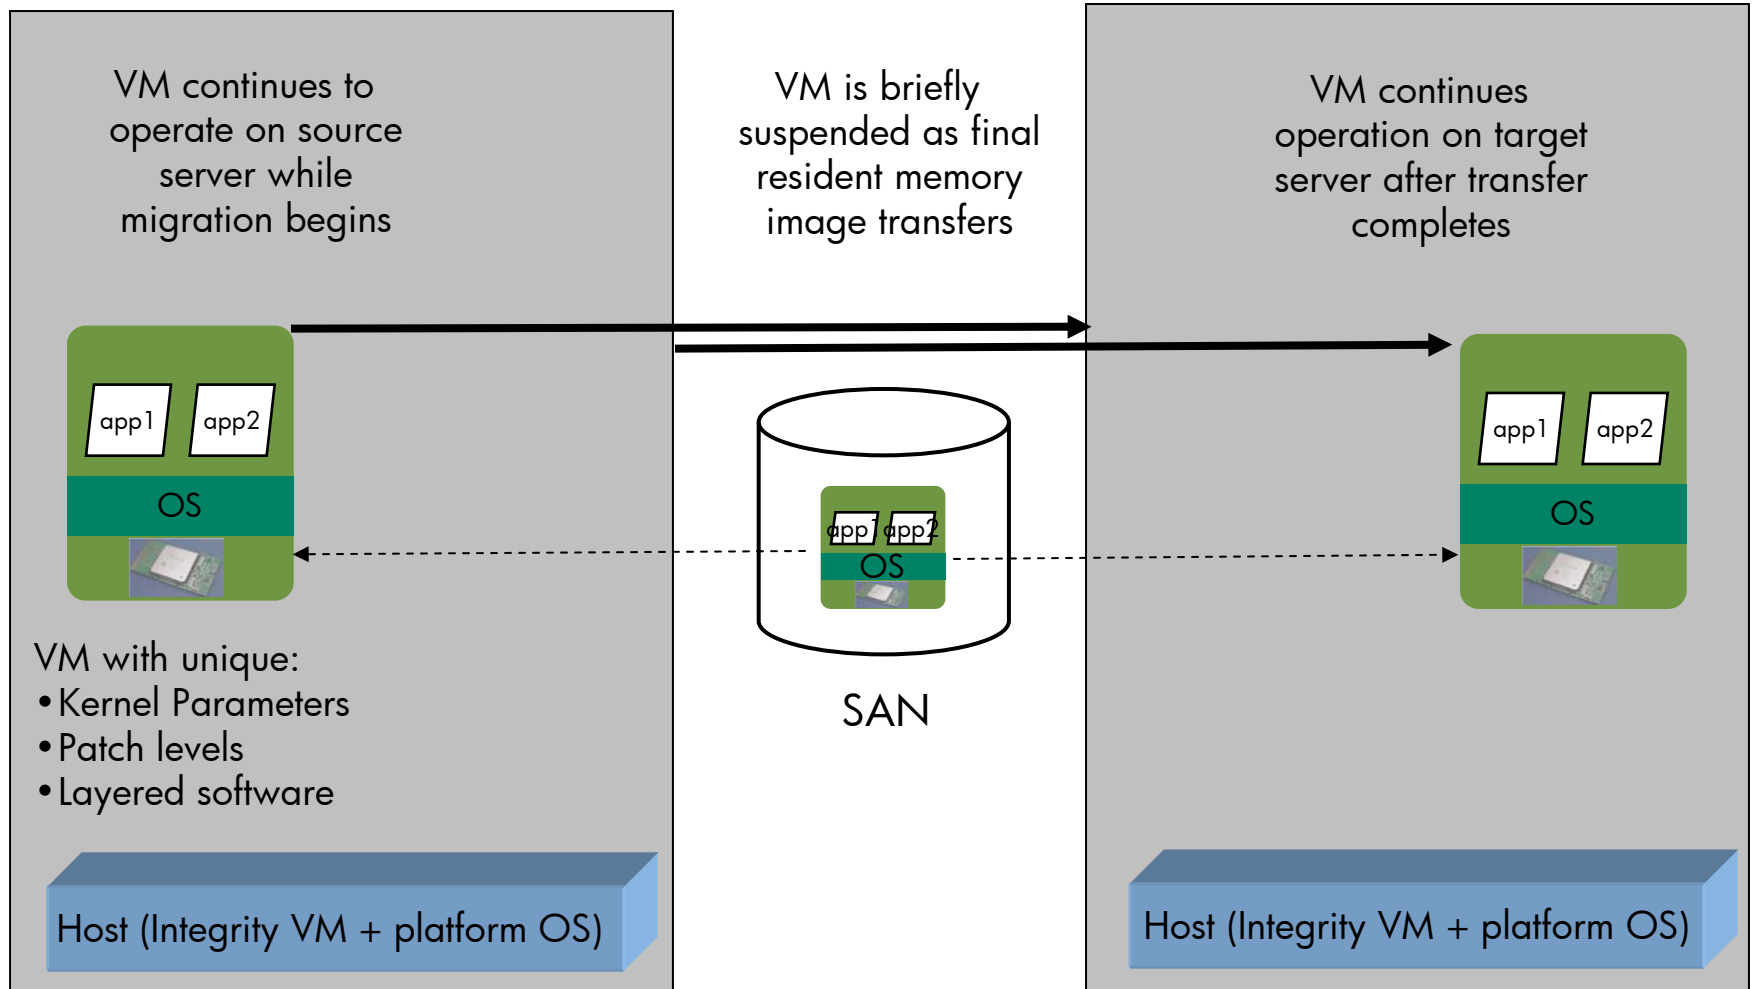 VM continues to
operate on source
server while
migration begins
VM is briefly
suspended as final
resident memory
image transfers
VM continues
operation on target
server after transfer
completes
app1 app2
OS
app1 app2
OS
app1 app2
OS
VM with unique:
•Kernel Parameters
•Patch levels
•Layered software
SAN
Host (Integrity VM + platform OS)
Host (Integrity VM + platform OS)